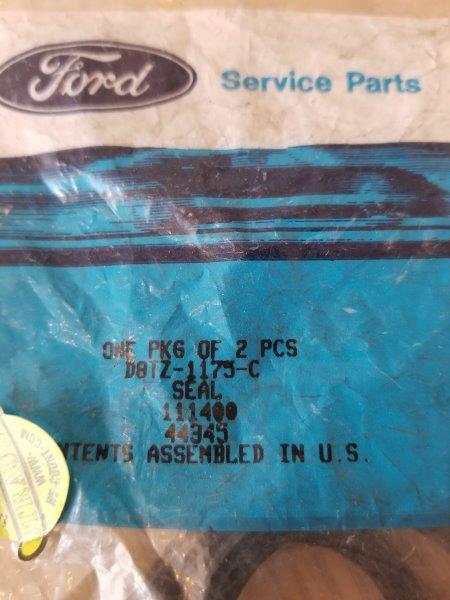 Ford
Service Parts
ONE PKG OF 2 PCS
D8TZ-1175-C
SEAL
111400
44345
CONTENTS ASSEMBLED IN U.S.